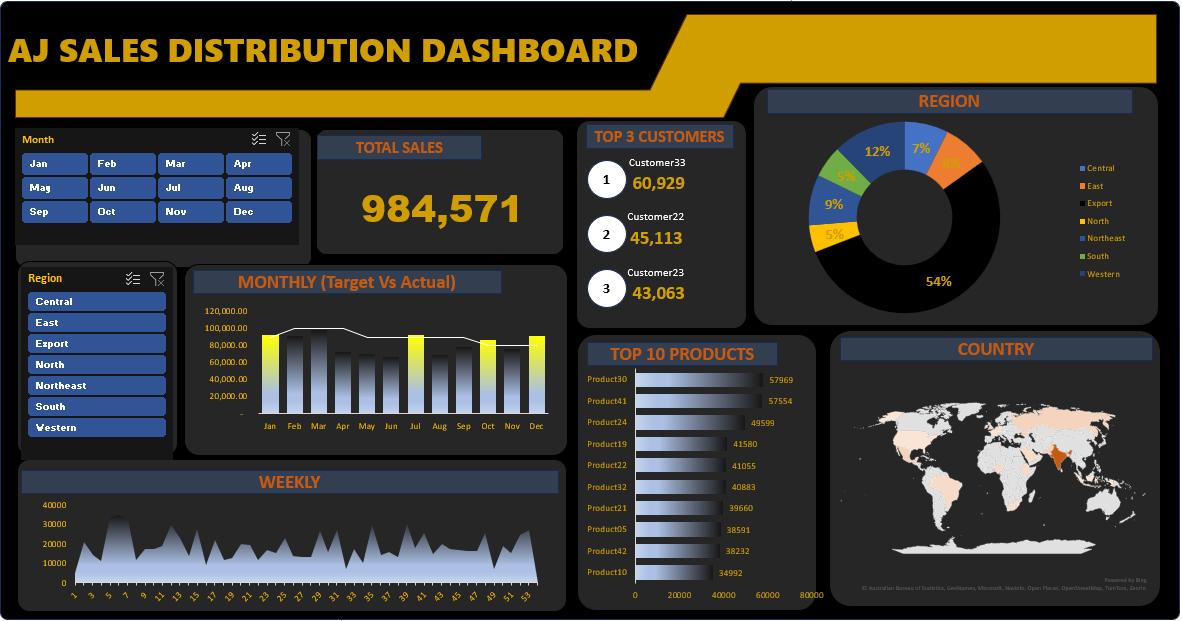 AJ SALES DISTRIBUTION DASHBOARD
Month
Jan Feb Mar Apr
May Jun Jul Aug
Sep Oct Nov Dec
TOTAL SALES
984,571
TOP 3 CUSTOMERS
1 Customer33
60,929
2 Customer22
45,113
3 Customer23
43,063
REGION
7%
12%
5%
9%
5%
54%
Central
East
Export
North
Northeast
South
Western
Region
Central
East
Export
North
Northeast
South
Western
MONTHLY (Target Vs Actual)
120,000.00
100,000.00
80,000.00
60,000.00
40,000.00
20,000.00
-
Jan Feb Mar Apr May Jun Jul Aug Sep Oct Nov Dec
WEEKLY
40000
30000
20000
10000
0
1 3 5 7 9 11 13 15 17 19 21 23 25 27 29 31 33 35 37 39 41 43 45 47 49 51 53
TOP 10 PRODUCTS
Product30 57969
Product41 57554
Product24 49599
Product19 41580
Product22 41055
Product32 40883
Product21 39660
Product05 38591
Product42 38232
Product10 34992
0 20000 40000 60000 80000
COUNTRY
Powered by Bing
© Australian Bureau of Statistics, GeoNames, Microsoft, Navinfo, Open Places, OpenStreetMap, TomTom, Zenrin